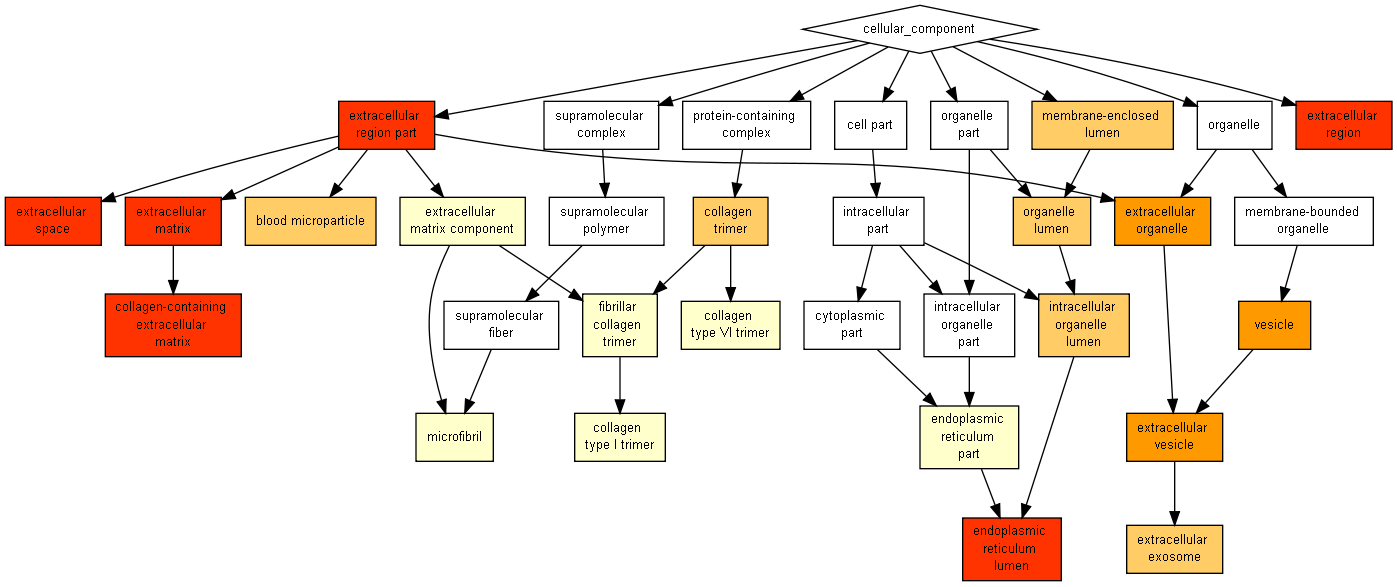 cellular_component
extracellular
region part
supramolecular
complex
protein-containing
complex
cell part
organelle
part
membrane-enclosed
lumen
organelle
extracellular
region
extracellular
space
extracellular
matrix
blood microparticle
extracellular
matrix component
supramolecular
polymer
collagen
trimer
intracellular
part
organelle
lumen
extracellular
organelle
membrane-bounded
organelle
collagen-containing
extracellular
matrix
supramolecular
fiber
fibrillar
collagen
trimer
collagen
type VI trimer
cytoplasmic
part
intracellular
organelle
part
intracellular
organelle
lumen
vesicle
microfibril
collagen
type I trimer
endoplasmic
reticulum
part
extracellular
vesicle
endoplasmic
reticulum
lumen
extracellular
exosome